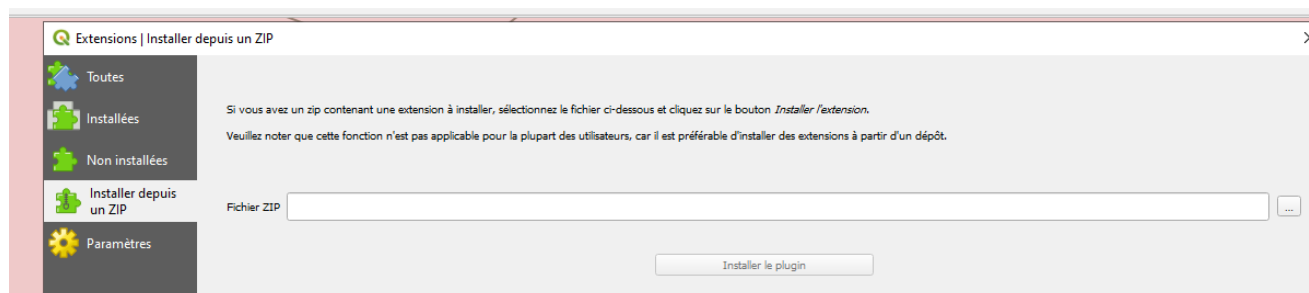 Extensions | Installer depuis un ZIP
Toutes
Installées
Non installées
Installer depuis
un ZIP
Paramètres
Si vous avez un zip contenant une extension à installer, sélectionnez le fichier ci-dessous et cliquez sur le bouton Installer l'extension.
Veuillez noter que cette fonction n'est pas applicable pour la plupart des utilisateurs, car il est préférable d'installer des extensions à partir d'un dépôt.
Fichier ZIP
...
Installer le plugin